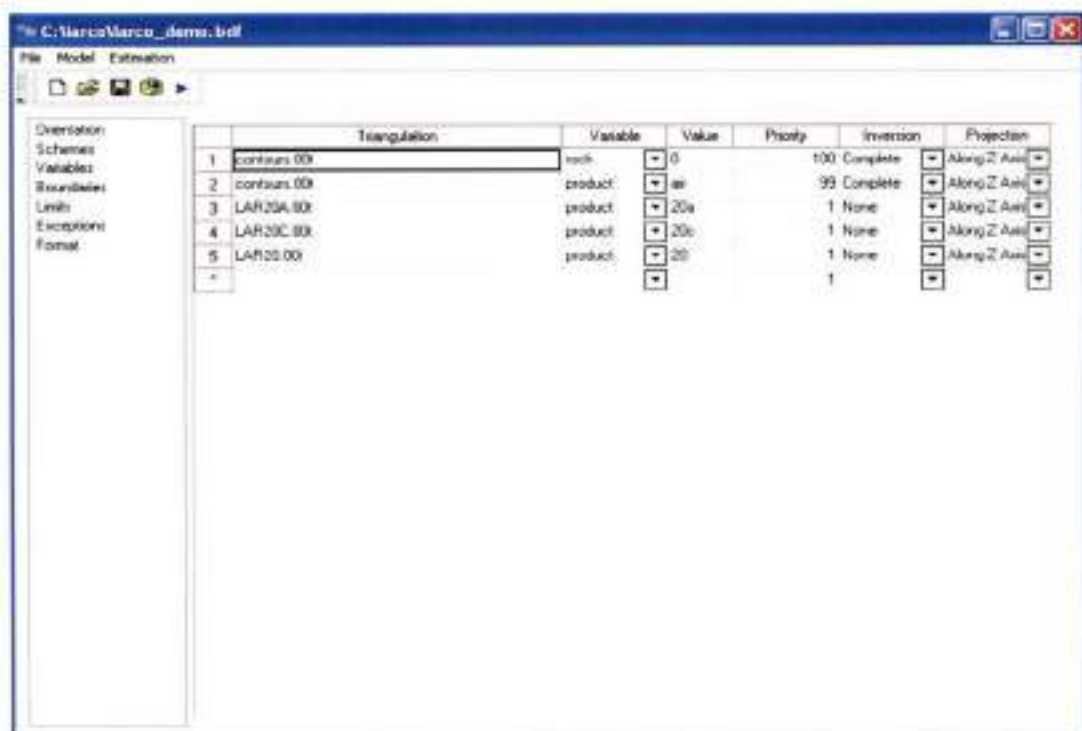 C:\larco\larco_demo.bdf
File Model Estimation
Orientation
Schemes
Variables
Boundaries
Limits
Exceptions
Format
Triangulation Variable Value Priority Inversion Projection
1 contours.00t rock 0 100 Complete Along Z Axis
2 contours.00t product air 99 Complete Along Z Axis
3 LAR20A.00t product 20a 1 None Along Z Axis
4 LAR20C.00t product 20c 1 None Along Z Axis
5 LAR20.00t product 20 1 None Along Z Axis
* 1